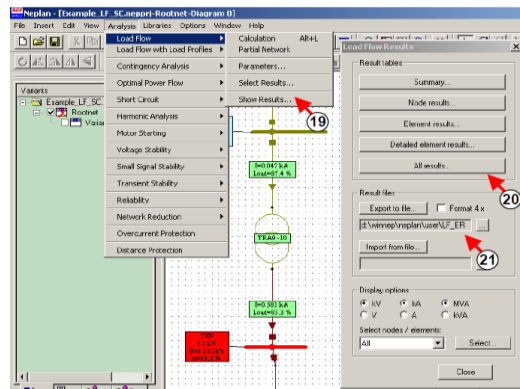 Neplan - [Example_LF_SC.neppri-Rootnet-Diagram 0]
File Insert Edit View Analysis Libraries Options Window Help
Load Flow
Load Flow with Load Profiles
Contingency Analysis
Optimal Power Flow
Short Circuit
Harmonic Analysis
Motor Starting
Voltage Stability
Small Signal Stability
Transient Stability
Reliability
Network Reduction
Overcurrent Protection
Distance Protection
Calculation Alt+L
Partial Network
Parameters...
Select Results...
Show Results...
19
Variants
Example_LF_SC
Rootnet
Varia
I=0.047 kA
Load=87.4 %
TRA9-10
I=0.503 kA
Load=83.3 %
Load Flow Results
Result tables
Summary...
Node results...
Element results...
Detailed element results...
All results...
20
Result files
Export to file...
Format 4.x
d:\winnep\neplan\user\LF_ER
...
21
Import from file...
...
Display options
kV kA MVA
V A kVA
Select nodes / elements:
All
Select...
Close